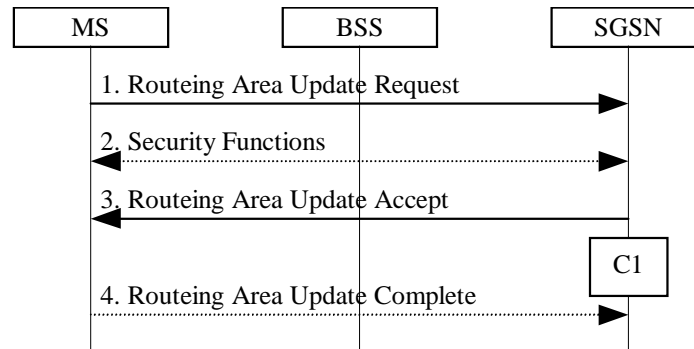 MS BSS SGSN
1. Routeing Area Update Request
2. Security Functions
3. Routeing Area Update Accept
C1
4. Routeing Area Update Complete